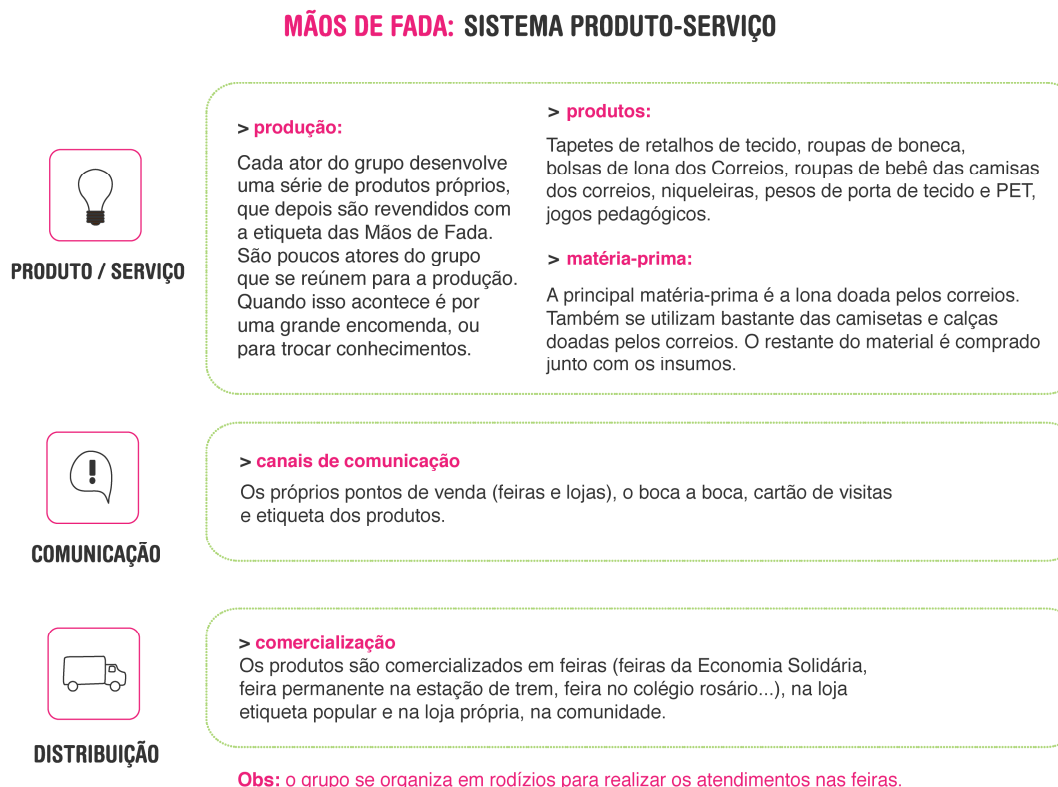 MÃOS DE FADA: SISTEMA PRODUTO-SERVIÇO
PRODUTO / SERVIÇO
> produção:
Cada ator do grupo desenvolve
uma série de produtos próprios,
que depois são revendidos com
a etiqueta das Mãos de Fada.
São poucos atores do grupo
que se reúnem para a produção.
Quando isso acontece é por
uma grande encomenda, ou
para trocar conhecimentos.
> produtos:
Tapetes de retalhos de tecido, roupas de boneca,
bolsas de lona dos Correios, roupas de bebê das camisas
dos correios, niqueleiras, pesos de porta de tecido e PET,
jogos pedagógicos.
> matéria-prima:
A principal matéria-prima é a lona doada pelos correios.
Também se utilizam bastante das camisetas e calças
doadas pelos correios. O restante do material é comprado
junto com os insumos.
COMUNICAÇÃO
> canais de comunicação
Os próprios pontos de venda (feiras e lojas), o boca a boca, cartão de visitas
e etiqueta dos produtos.
DISTRIBUIÇÃO
> comercialização
Os produtos são comercializados em feiras (feiras da Economia Solidária,
feira permanente na estação de trem, feira no colégio rosário...), na loja
etiqueta popular e na loja própria, na comunidade.
Obs: o grupo se organiza em rodízios para realizar os atendimentos nas feiras.